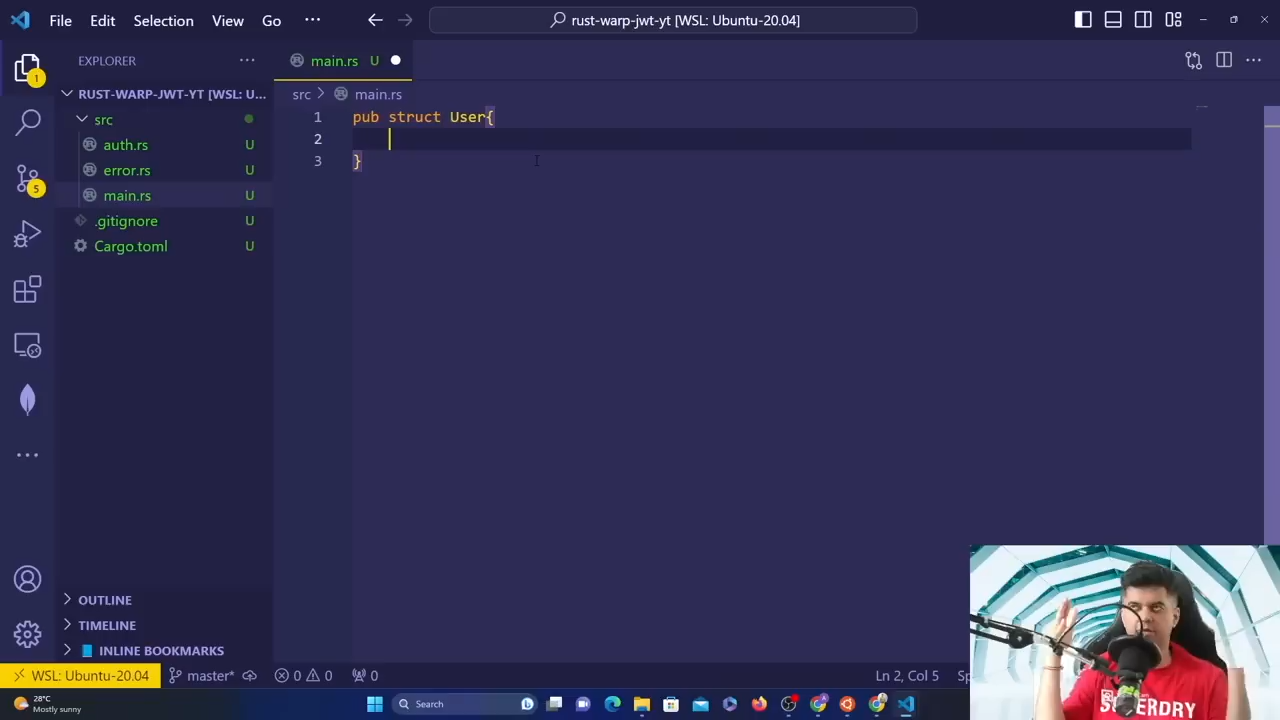 File Edit Selection View Go ··· rust-warp-jwt-yt [WSL: Ubuntu-20.04]
EXPLORER ···
main.rs U
RUST-WARP-JWT-YT [WSL: U...
src
auth.rs U
error.rs U
main.rs U
.gitignore U
Cargo.toml U
src > main.rs
1 pub struct User{
2
3 }
1
5
OUTLINE
TIMELINE
INLINE BOOKMARKS
WSL: Ubuntu-20.04 master* 0 0 0 Ln 2, Col 5
28°C
Mostly sunny
Search
SUPERDRY